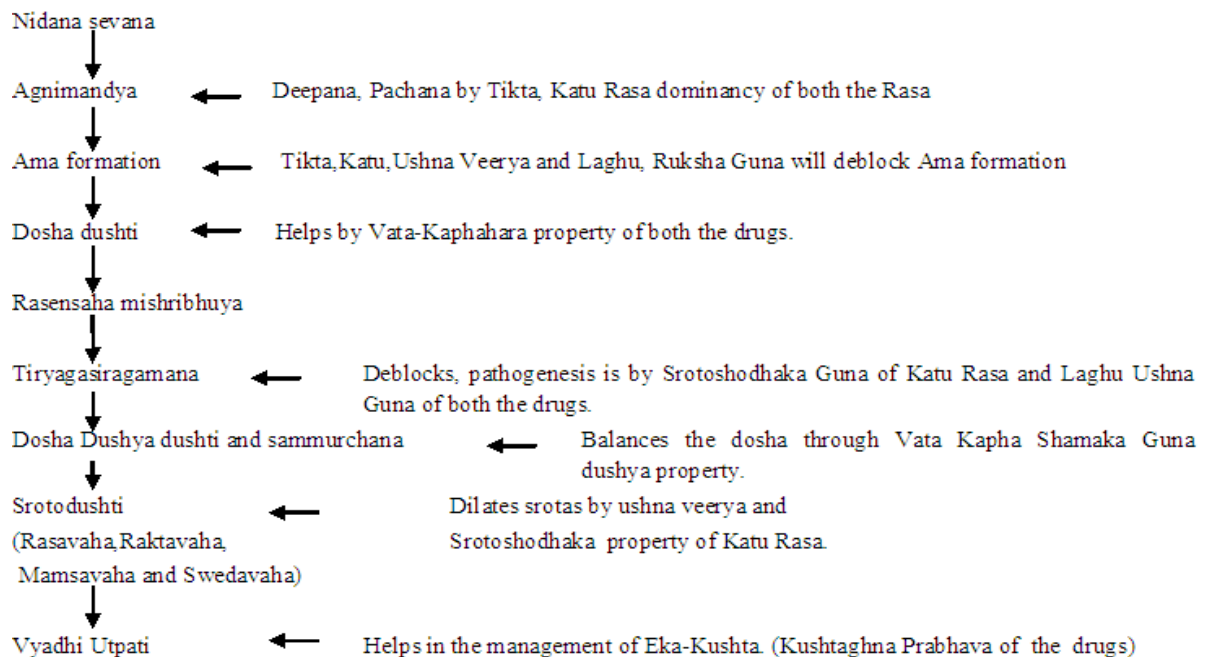 Nidana sevana
Agnimandya
Deepana, Pachana by Tikta, Katu Rasa dominancy of both the Rasa
Ama formation
Tikta,Katu,Ushna Veerya and Laghu, Ruksha Guna will deblock Ama formation
Dosha dushti
Helps by Vata-Kaphahara property of both the drugs.
Rasensaha mishribhuya
Tiryagasiragamana
Deblocks, pathogenesis is by Srotoshodhaka Guna of Katu Rasa and Laghu Ushna
Guna of both the drugs.
Dosha Dushya dushti and sammurchana
Balances the dosha through Vata Kapha Shamaka Guna
dushya property.
Srotodushti
Dilates srotas by ushna veerya and
(Rasavaha,Raktavaha,
Srotoshodhaka property of Katu Rasa.
Mamsavaha and Swedavaha)
Vyadhi Utpati
Helps in the management of Eka-Kushta. (Kushtaghna Prabhava of the drugs)